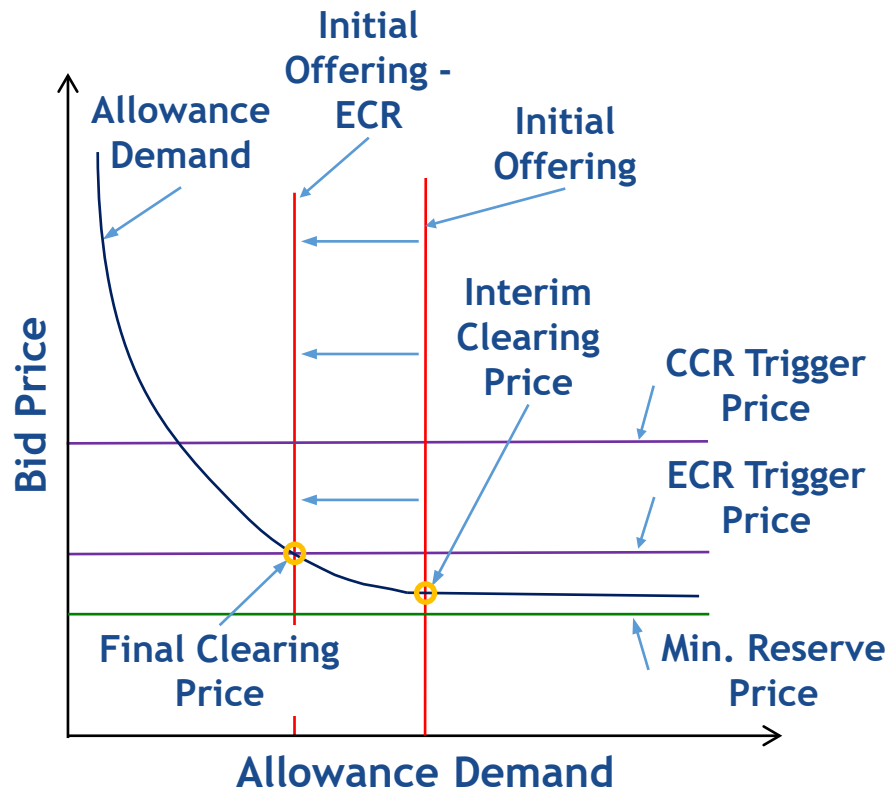 Initial
Offering -
ECR
Allowance
Demand
Initial
Offering
Interim
Clearing
Price
CCR Trigger
Price
ECR Trigger
Price
Bid Price
Final Clearing
Price
Min. Reserve
Price
Allowance Demand